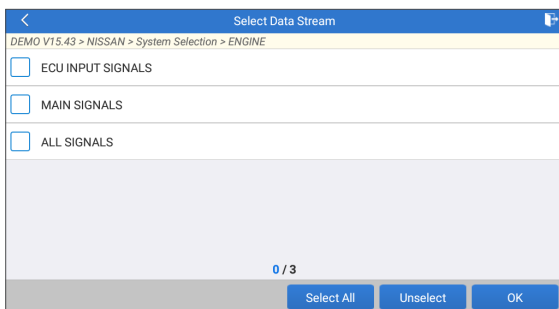 Select Data Stream
DEMO V15.43 > NISSAN > System Selection > ENGINE
ECU INPUT SIGNALS
MAIN SIGNALS
ALL SIGNALS
0 / 3
Select All Unselect OK